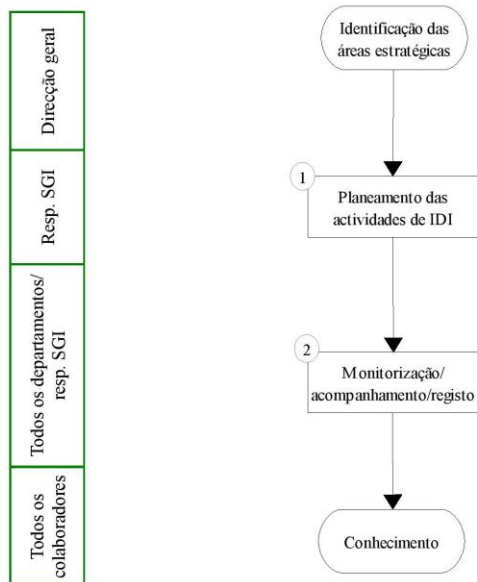 Direcção geral
Identificação das
áreas estratégicas
Resp. SGI
1
Planeamento das
actividades de IDI
Todos os departamentos/
resp. SGI
2
Monitorização/
acompanhamento/registo
Todos os
colaboradores
Conhecimento